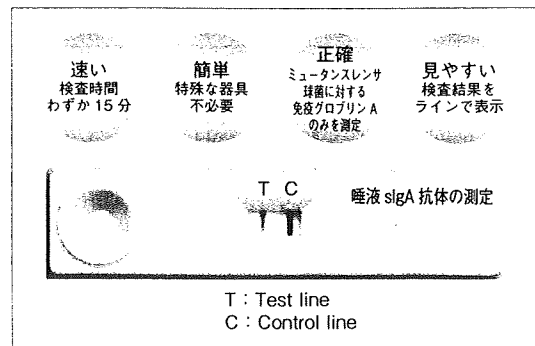 速い
検査時間
わずか15分
簡単
特殊な器具
不必要
正確
ミュータンスレンサ
球菌に対する
免疫グロブリンA
のみを測定
見やすい
検査結果を
ラインで表示
T C
唾液 sIgA 抗体の測定
T：Test line
C：Control line